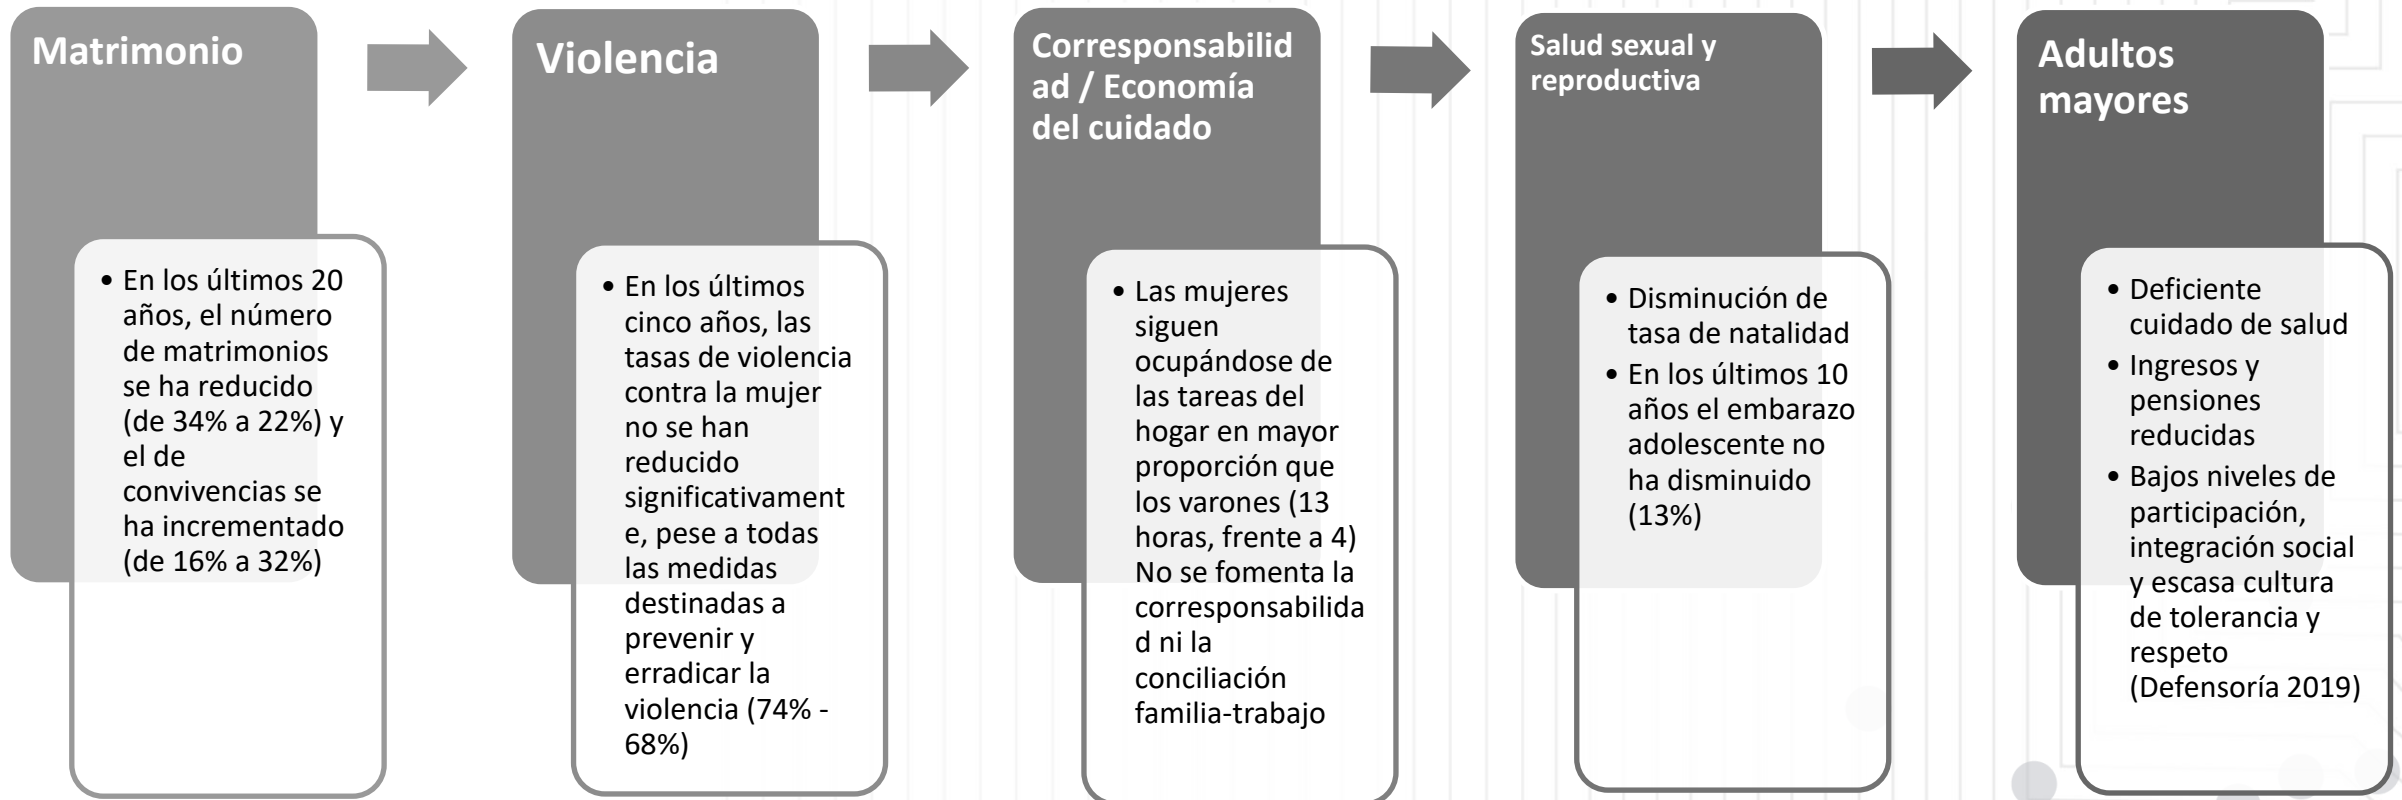 Matrimonio
• En los últimos 20
años, el número
de matrimonios
se ha reducido
(de 34% a 22%) y
el de
convivencias se
ha incrementado
(de 16% a 32%)
Violencia
• En los últimos
cinco años, las
tasas de violencia
contra la mujer
no se han
reducido
significativament
e, pese a todas
las medidas
destinadas a
prevenir y
erradicar la
violencia (74% -
68%)
Corresponsabilid
ad / Economía
del cuidado
• Las mujeres
siguen
ocupándose de
las tareas del
hogar en mayor
proporción que
los varones (13
horas, frente a 4)
No se fomenta la
corresponsabilida
d ni la
conciliación
familia-trabajo
Salud sexual y
reproductiva
• Disminución de
tasa de natalidad
• En los últimos 10
años el embarazo
adolescente no
ha disminuido
(13%)
Adultos
mayores
• Deficiente
cuidado de salud
• Ingresos y
pensiones
reducidas
• Bajos niveles de
participación,
integración social
y escasa cultura
de tolerancia y
respeto
(Defensoría 2019)